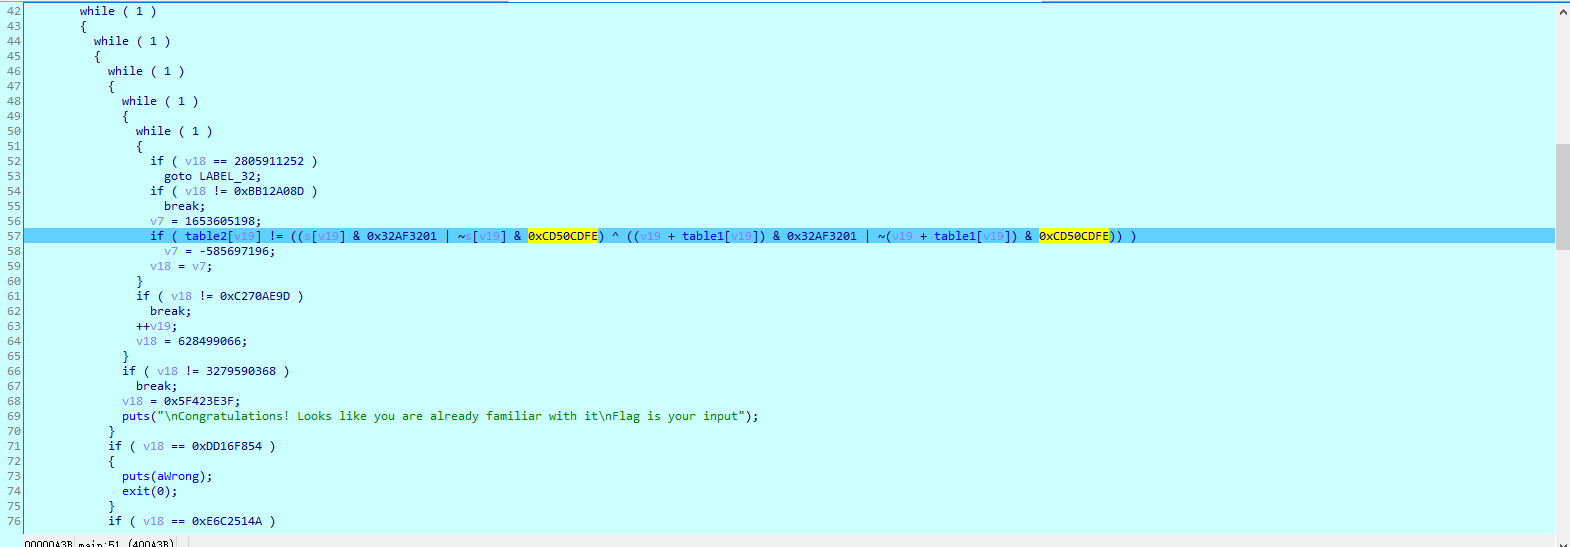 42 while ( 1 )
43 {
44 while ( 1 )
45 {
46 while ( 1 )
47 {
48 while ( 1 )
49 {
50 while ( 1 )
51 {
52 if ( v18 == 2805911252 )
53 goto LABEL_32;
54 if ( v18 != 0xBB12A08D )
55 break;
56 v7 = 1653605198;
57 if ( table2[v19] != ((s[v19] & 0x32AF3201 | ~s[v19] & 0xCD50CDFE) ^ ((v19 + table1[v19]) & 0x32AF3201 | ~(v19 + table1[v19]) & 0xCD50CDFE)) )
58 v7 = -585697196;
59 v18 = v7;
60 }
61 if ( v18 != 0xC270AE9D )
62 break;
63 ++v19;
64 v18 = 628499066;
65 }
66 if ( v18 != 3279590368 )
67 break;
68 v18 = 0x5F423E3F;
69 puts("\nCongratulations! Looks like you are already familiar with it\nFlag is your input");
70 }
71 if ( v18 == 0xDD16F854 )
72 {
73 puts(aWrong);
74 exit(0);
75 }
76 if ( v18 == 0xE6C2514A )
00000A3B main:51 (400A3B)